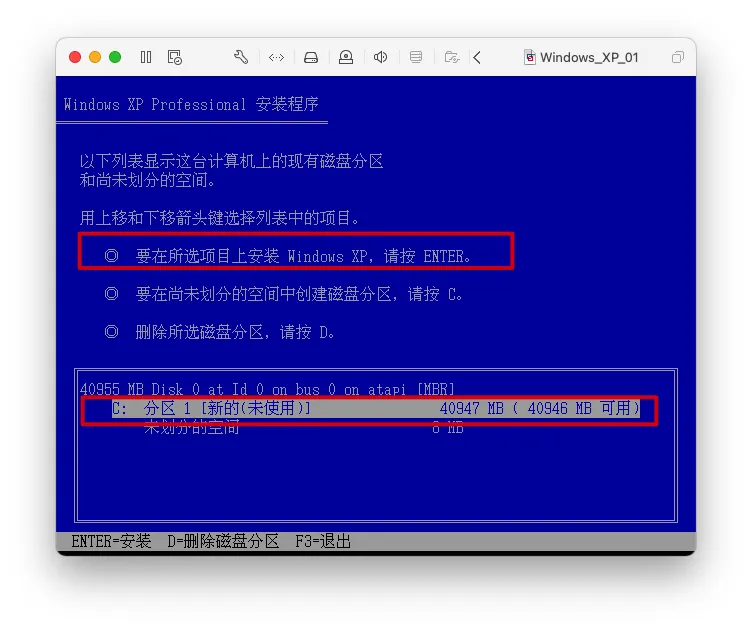 Windows_XP_01
Windows XP Professional 安装程序
以下列表显示这台计算机上的现有磁盘分区
和尚未划分的空间。
用上移和下移箭头键选择列表中的项目。
◎ 要在所选项目上安装 Windows XP，请按 ENTER。
◎ 要在尚未划分的空间中创建磁盘分区，请按 C。
◎ 删除所选磁盘分区，请按 D。
40955 MB Disk 0 at Id 0 on bus 0 on atapi [MBR]
C: 分区 1 [新的(未使用)] 40947 MB ( 40946 MB 可用)
未划分的空间 8 MB
ENTER=安装 D=删除磁盘分区 F3=退出